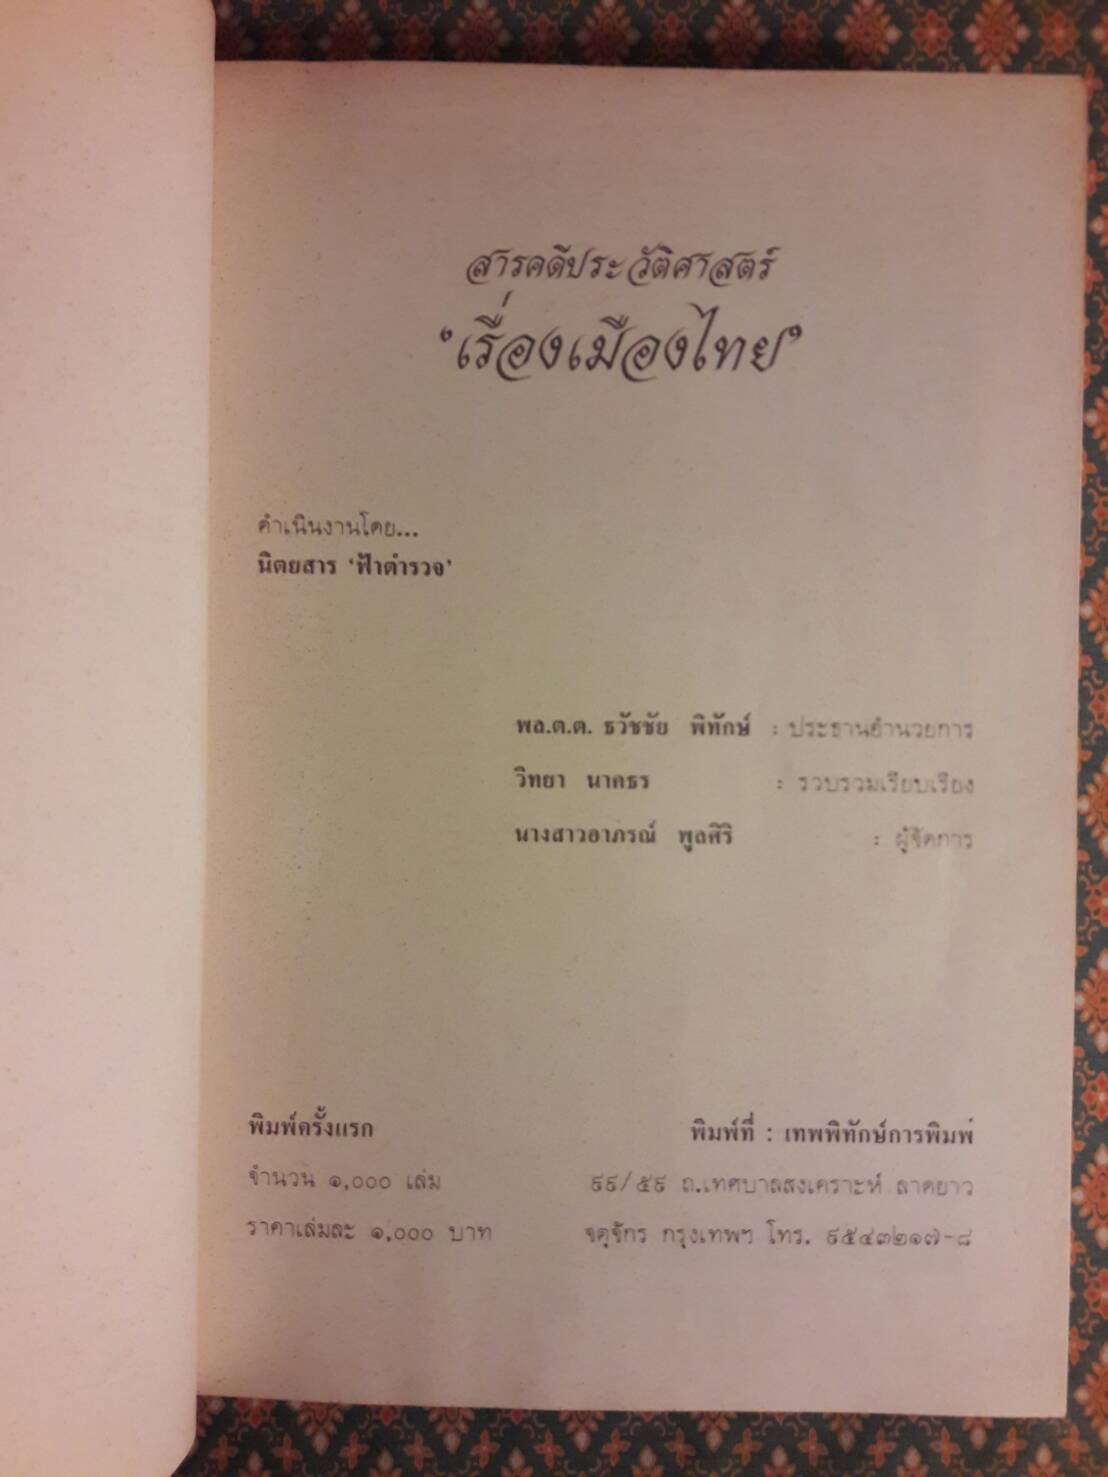 สารคดีประวัติศาสตร์
'เรื่องเมืองไทย'
ดำเนินงานโดย...
นิตยสาร 'ฟ้าตำรวจ'
พล.ต.ต. ธวัชชัย พิทักษ์ : ประธานอำนวยการ
วิทยา นาคธร : รวบรวมเรียบเรียง
นางสาวอาภรณ์ พูลศิริ : ผู้จัดการ
พิมพ์ครั้งแรก
จำนวน ๑,๐๐๐ เล่ม
ราคาเล่มละ ๑,๐๐๐ บาท
พิมพ์ที่ : เทพพิทักษ์การพิมพ์
๙๙/๕๙ ถ.เทศบาลสงเคราะห์ ลาดยาว
จตุจักร กรุงเทพฯ โทร. ๙๕๔๓๒๑๗-๘